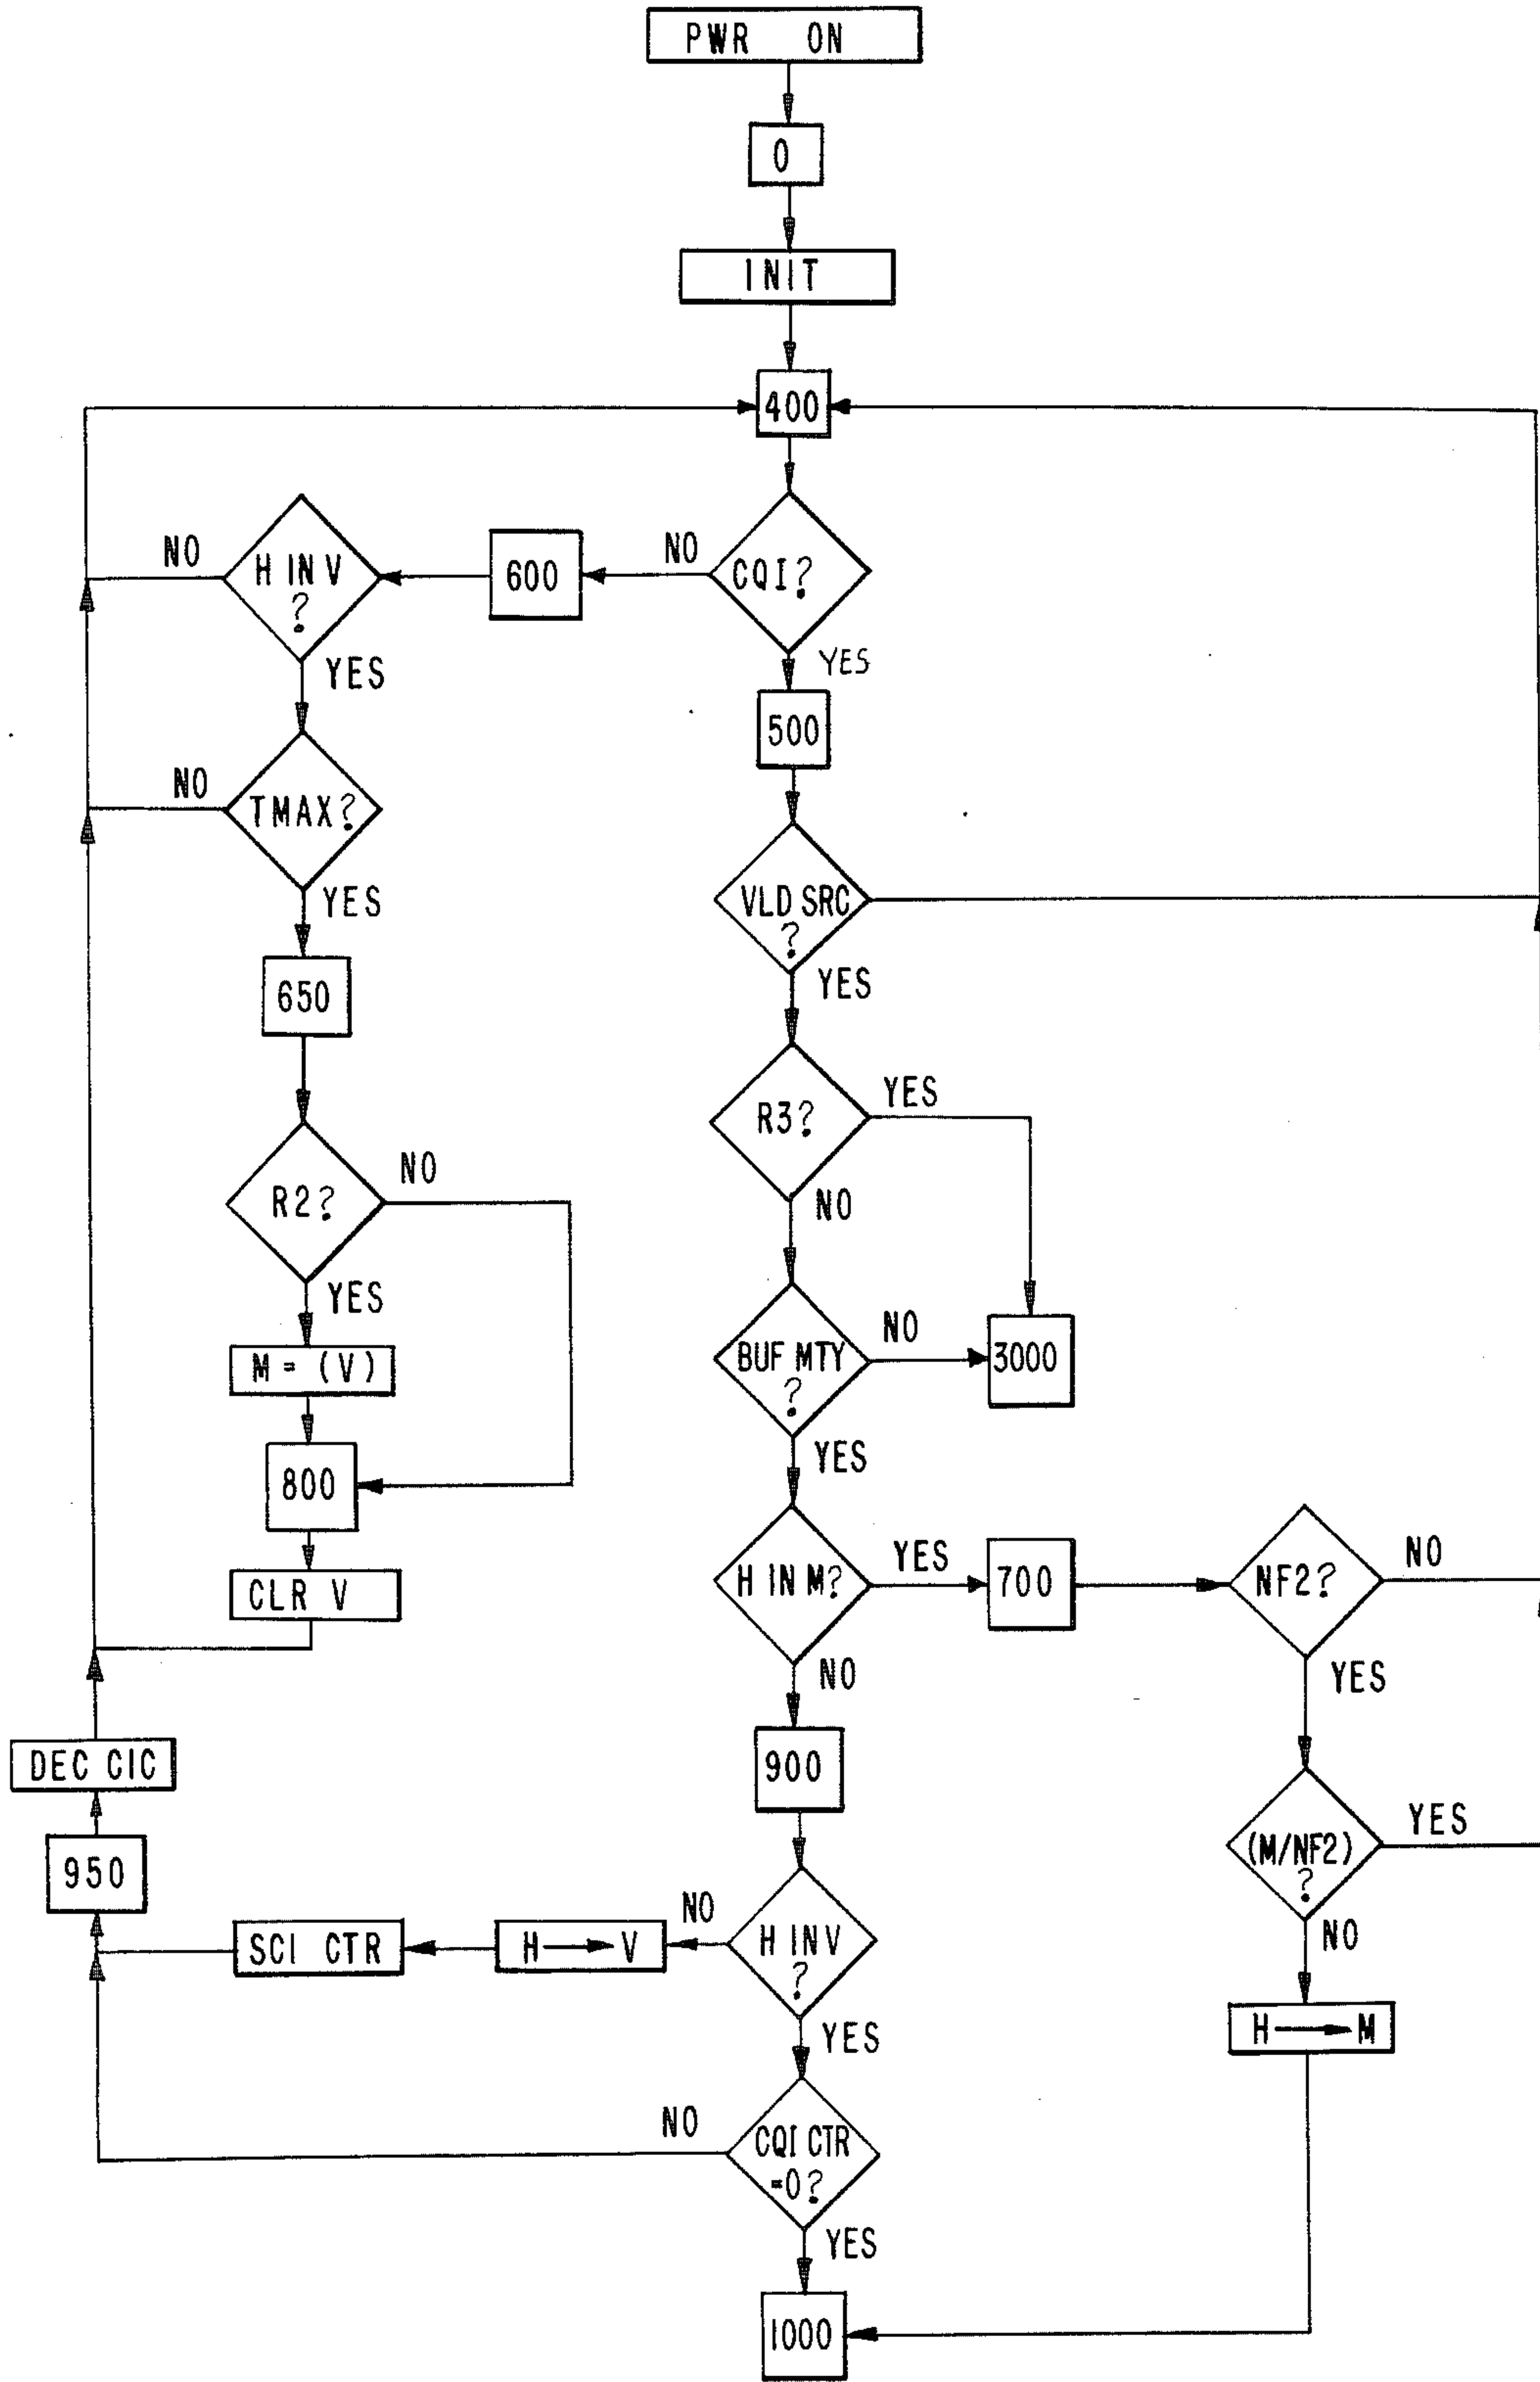 PWR ON
0
INIT
400
NO
H IN V
?
600
NO
CQI?
YES
YES
500
NO
TMAX?
YES
VLD SRC
?
YES
650
R3?
YES
NO
R2?
NO
YES
M = (V)
BUF MTY
?
NO
3000
YES
800
CLR V
H IN M?
YES
700
NF2?
NO
NO
YES
DEC CIC
900
950
(M/NF2)
?
YES
NO
SCI CTR
H → V
NO
H IN V
?
YES
H → M
NO
CQI CTR
=0?
YES
1000